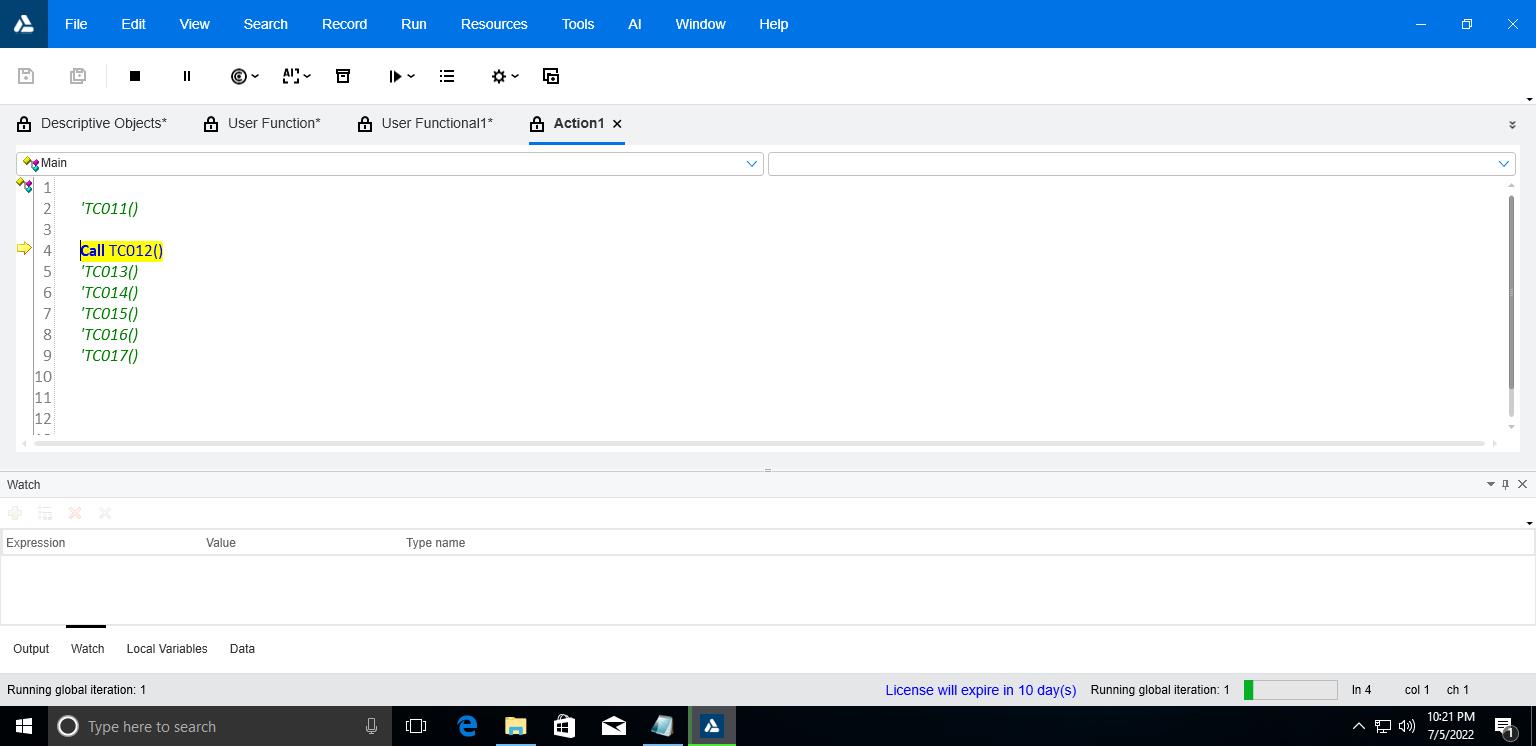 File Edit View Search Record Run Resources Tools AI Window Help
Descriptive Objects* User Function* User Functional1* Action1
Main
1
2 'TC011()
3
4 Call TC012()
5 'TC013()
6 'TC014()
7 'TC015()
8 'TC016()
9 'TC017()
10
11
12
Watch
Expression Value Type name
Output Watch Local Variables Data
Running global iteration: 1 License will expire in 10 day(s) Running global iteration: 1 ln 4 col 1 ch 1
Type here to search 10:21 PM
7/5/2022 1